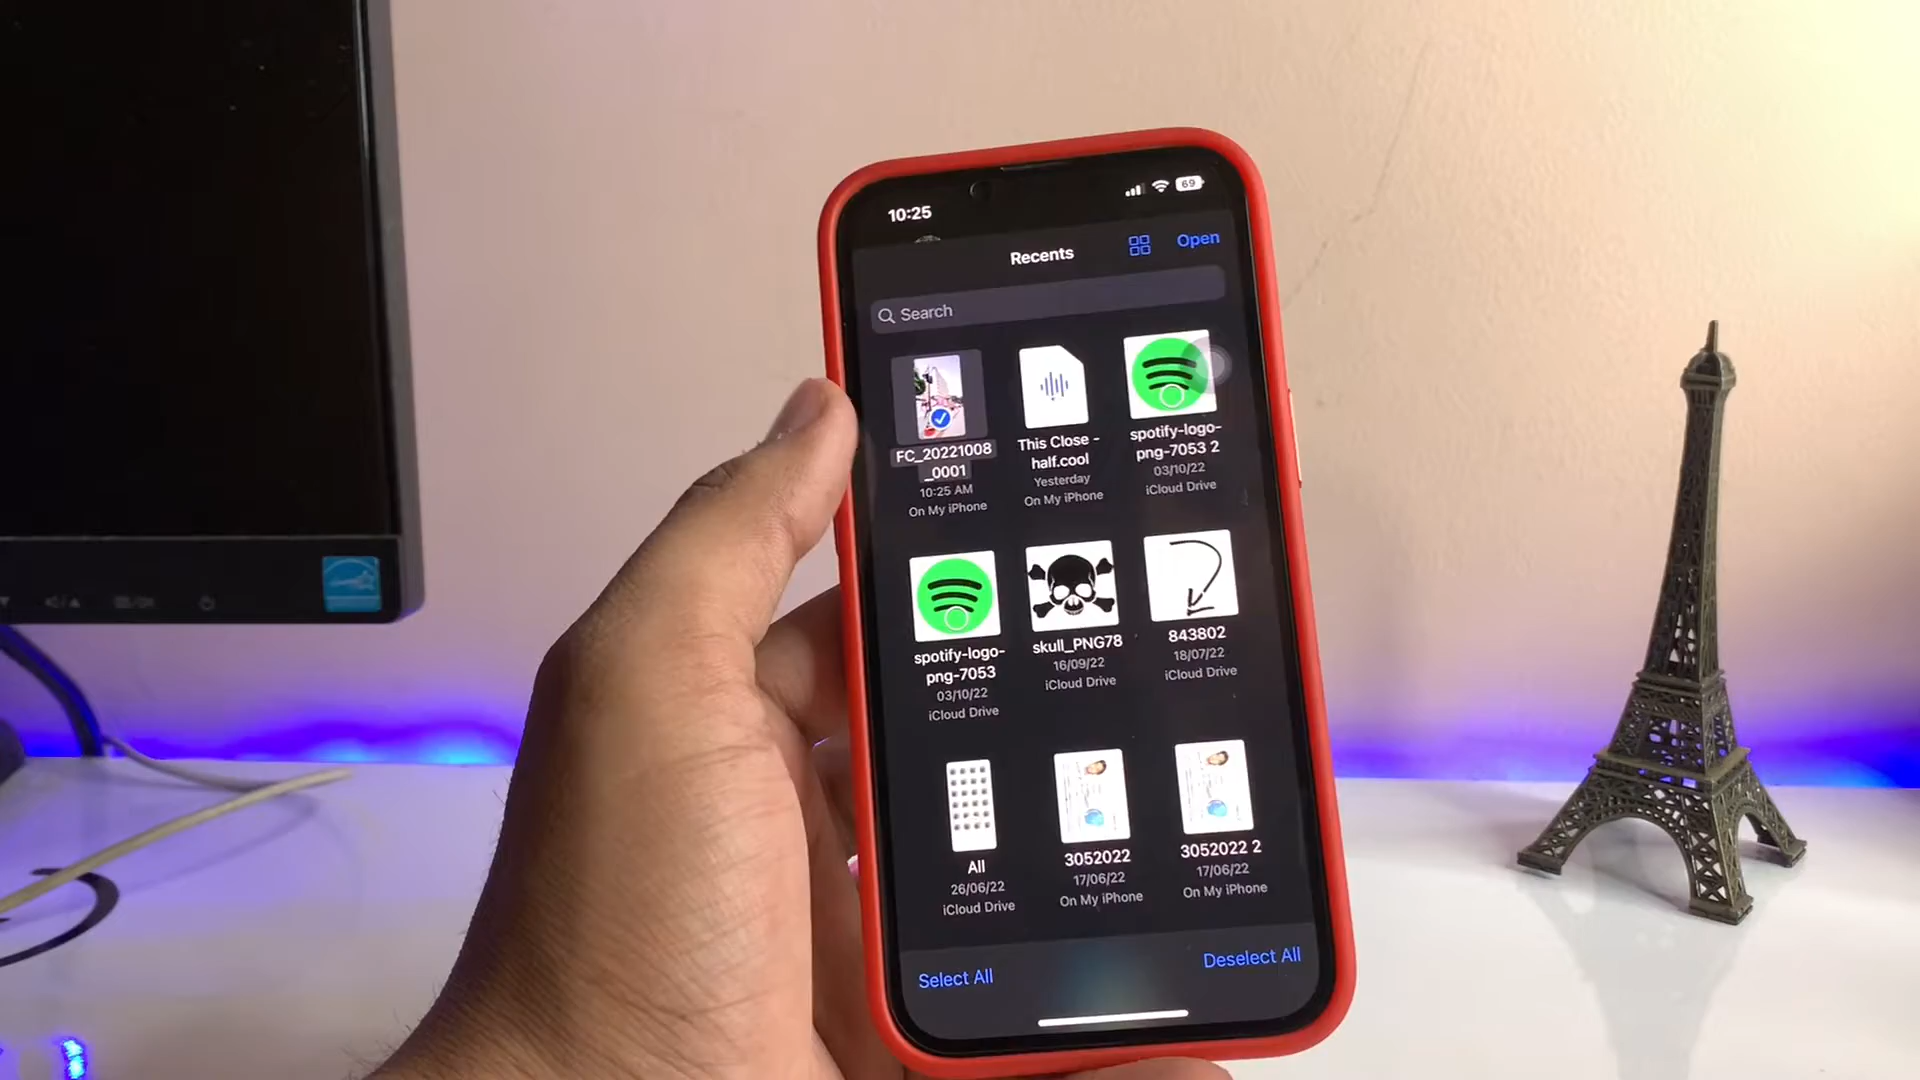 10:25
69
Recents
Open
Search
FC_20221008
_0001
10:25 AM
On My iPhone
This Close -
half.cool
Yesterday
On My iPhone
spotify-logo-
png-7053 2
03/10/22
iCloud Drive
spotify-logo-
png-7053
03/10/22
iCloud Drive
skull_PNG78
16/09/22
iCloud Drive
843802
18/07/22
iCloud Drive
All
26/06/22
iCloud Drive
3052022
17/06/22
On My iPhone
3052022 2
17/06/22
On My iPhone
Select All
Deselect All